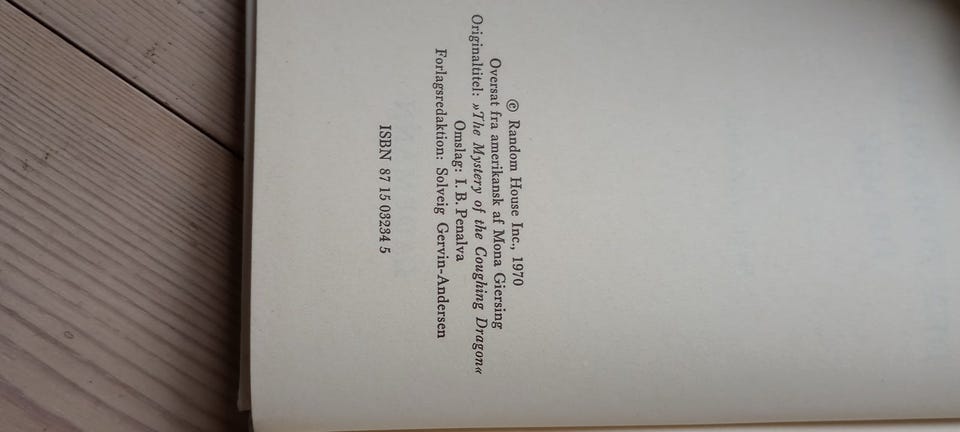 © Random House Inc., 1970
Oversat fra amerikansk af Mona Giersing
Originaltitel: »The Mystery of the Coughing Dragon«
Omslag: I. B. Penalva
Forlagsredaktion: Solveig Gervin-Andersen
ISBN 87 15 03234 5